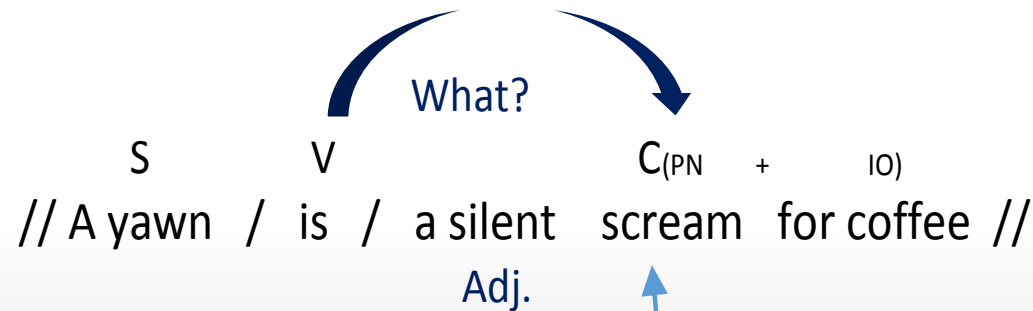 What?
S V C(PN + IO)
// A yawn / is / a silent scream for coffee //
Adj.